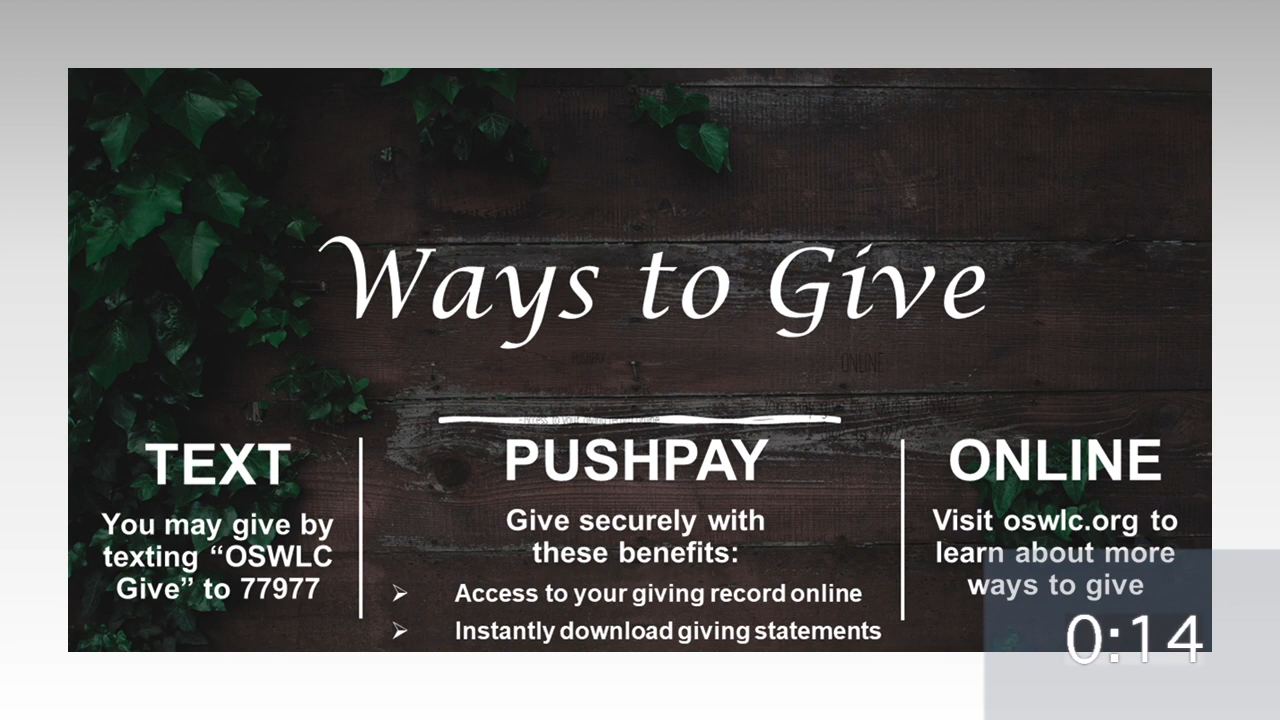 Ways to Give
ONLINE
TEXT
You may give by
texting “OSWLC
Give” to 77977
PUSHPAY
Give securely with
these benefits:
➢ Access to your giving record online
➢ Instantly download giving statements
ONLINE
Visit oswlc.org to
learn about more
ways to give
0:14